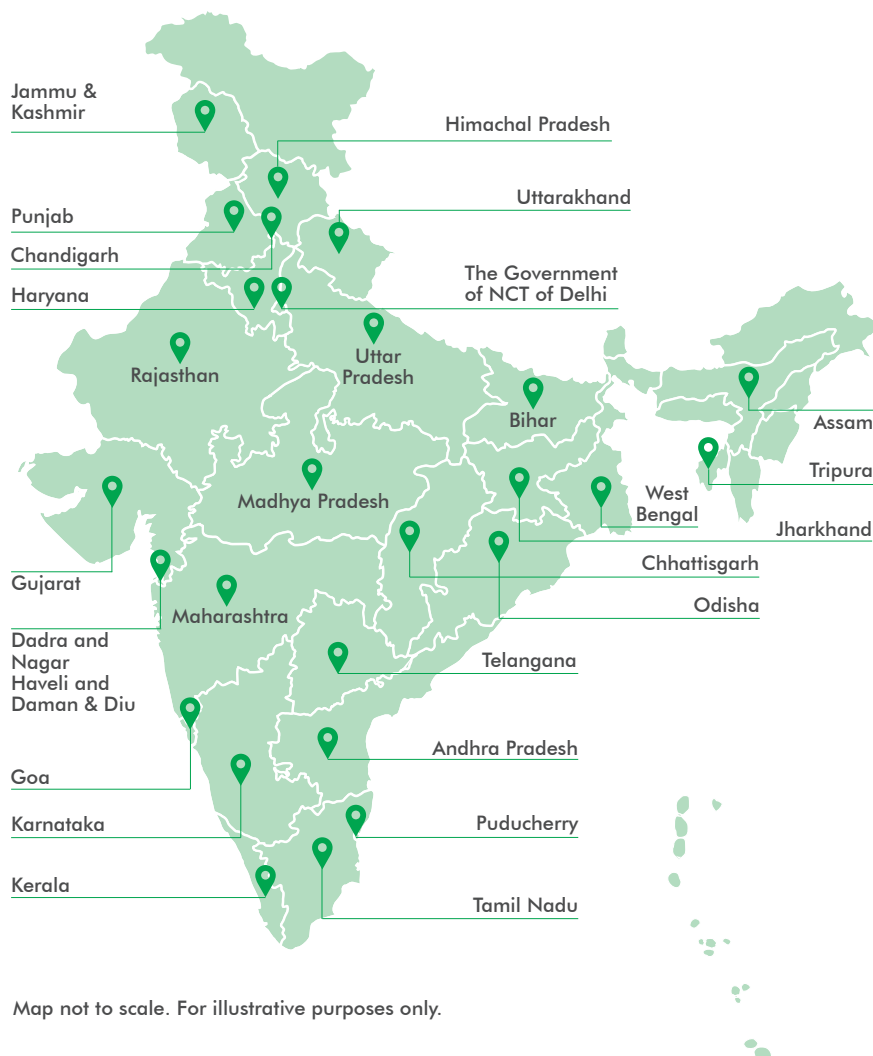 Jammu &
Kashmir
Himachal Pradesh
Uttarakhand
Punjab
Chandigarh
The Government
of NCT of Delhi
Haryana
Uttar
Pradesh
Rajasthan
Bihar
Assam
Tripura
Madhya Pradesh
West
Bengal
Jharkhand
Chhattisgarh
Gujarat
Odisha
Maharashtra
Dadra and
Nagar
Haveli and
Daman & Diu
Telangana
Andhra Pradesh
Goa
Karnataka
Puducherry
Kerala
Tamil Nadu
Map not to scale. For illustrative purposes only.